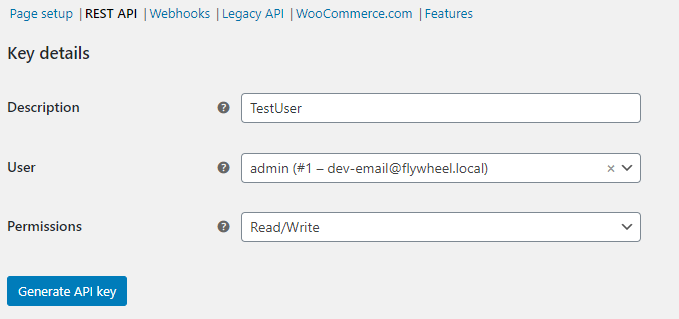 Page setup | REST API | Webhooks | Legacy API | WooCommerce.com | Features
Key details
Description ? TestUser
User ? admin (#1 – dev-email@flywheel.local) ×
Permissions ? Read/Write
Generate API key